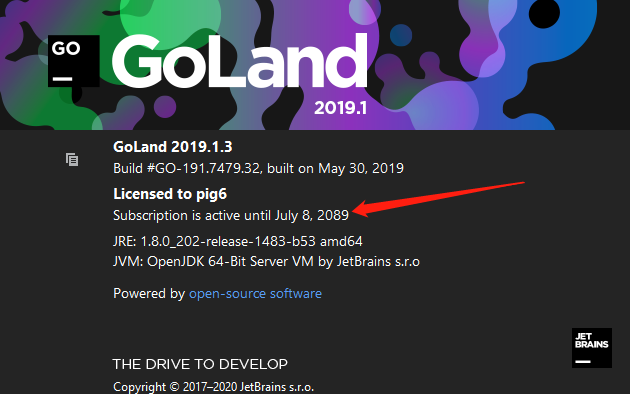 GO
GoLand
2019.1
GoLand 2019.1.3
Build #GO-191.7479.32, built on May 30, 2019
Licensed to pig6
Subscription is active until July 8, 2089
JRE: 1.8.0_202-release-1483-b53 amd64
JVM: OpenJDK 64-Bit Server VM by JetBrains s.r.o
Powered by open-source software
JET
BRAINS
THE DRIVE TO DEVELOP
Copyright © 2017–2020 JetBrains s.r.o.